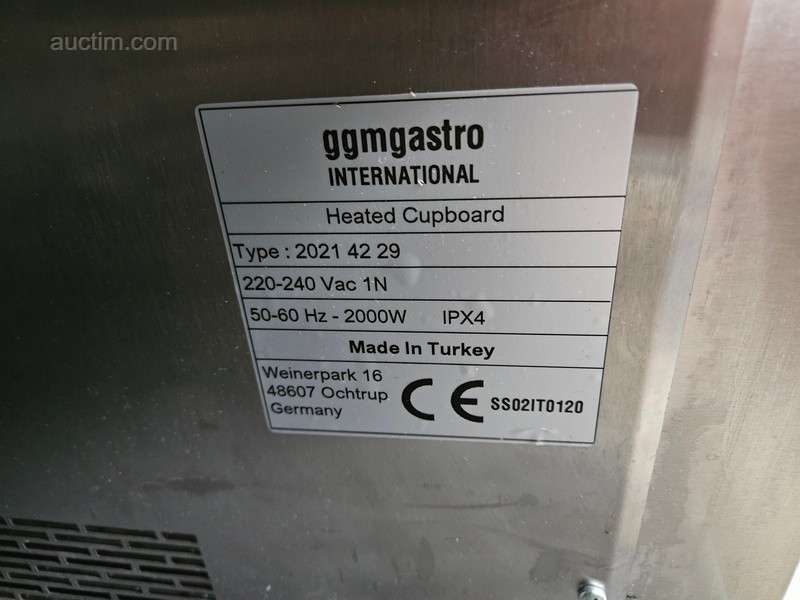 auctim.com
ggmgastro
INTERNATIONAL
Heated Cupboard
Type : 2021 42 29
220-240 Vac 1N
50-60 Hz - 2000W IPX4
Made In Turkey
Weinerpark 16
48607 Ochtrup
Germany
CE SS02IT0120